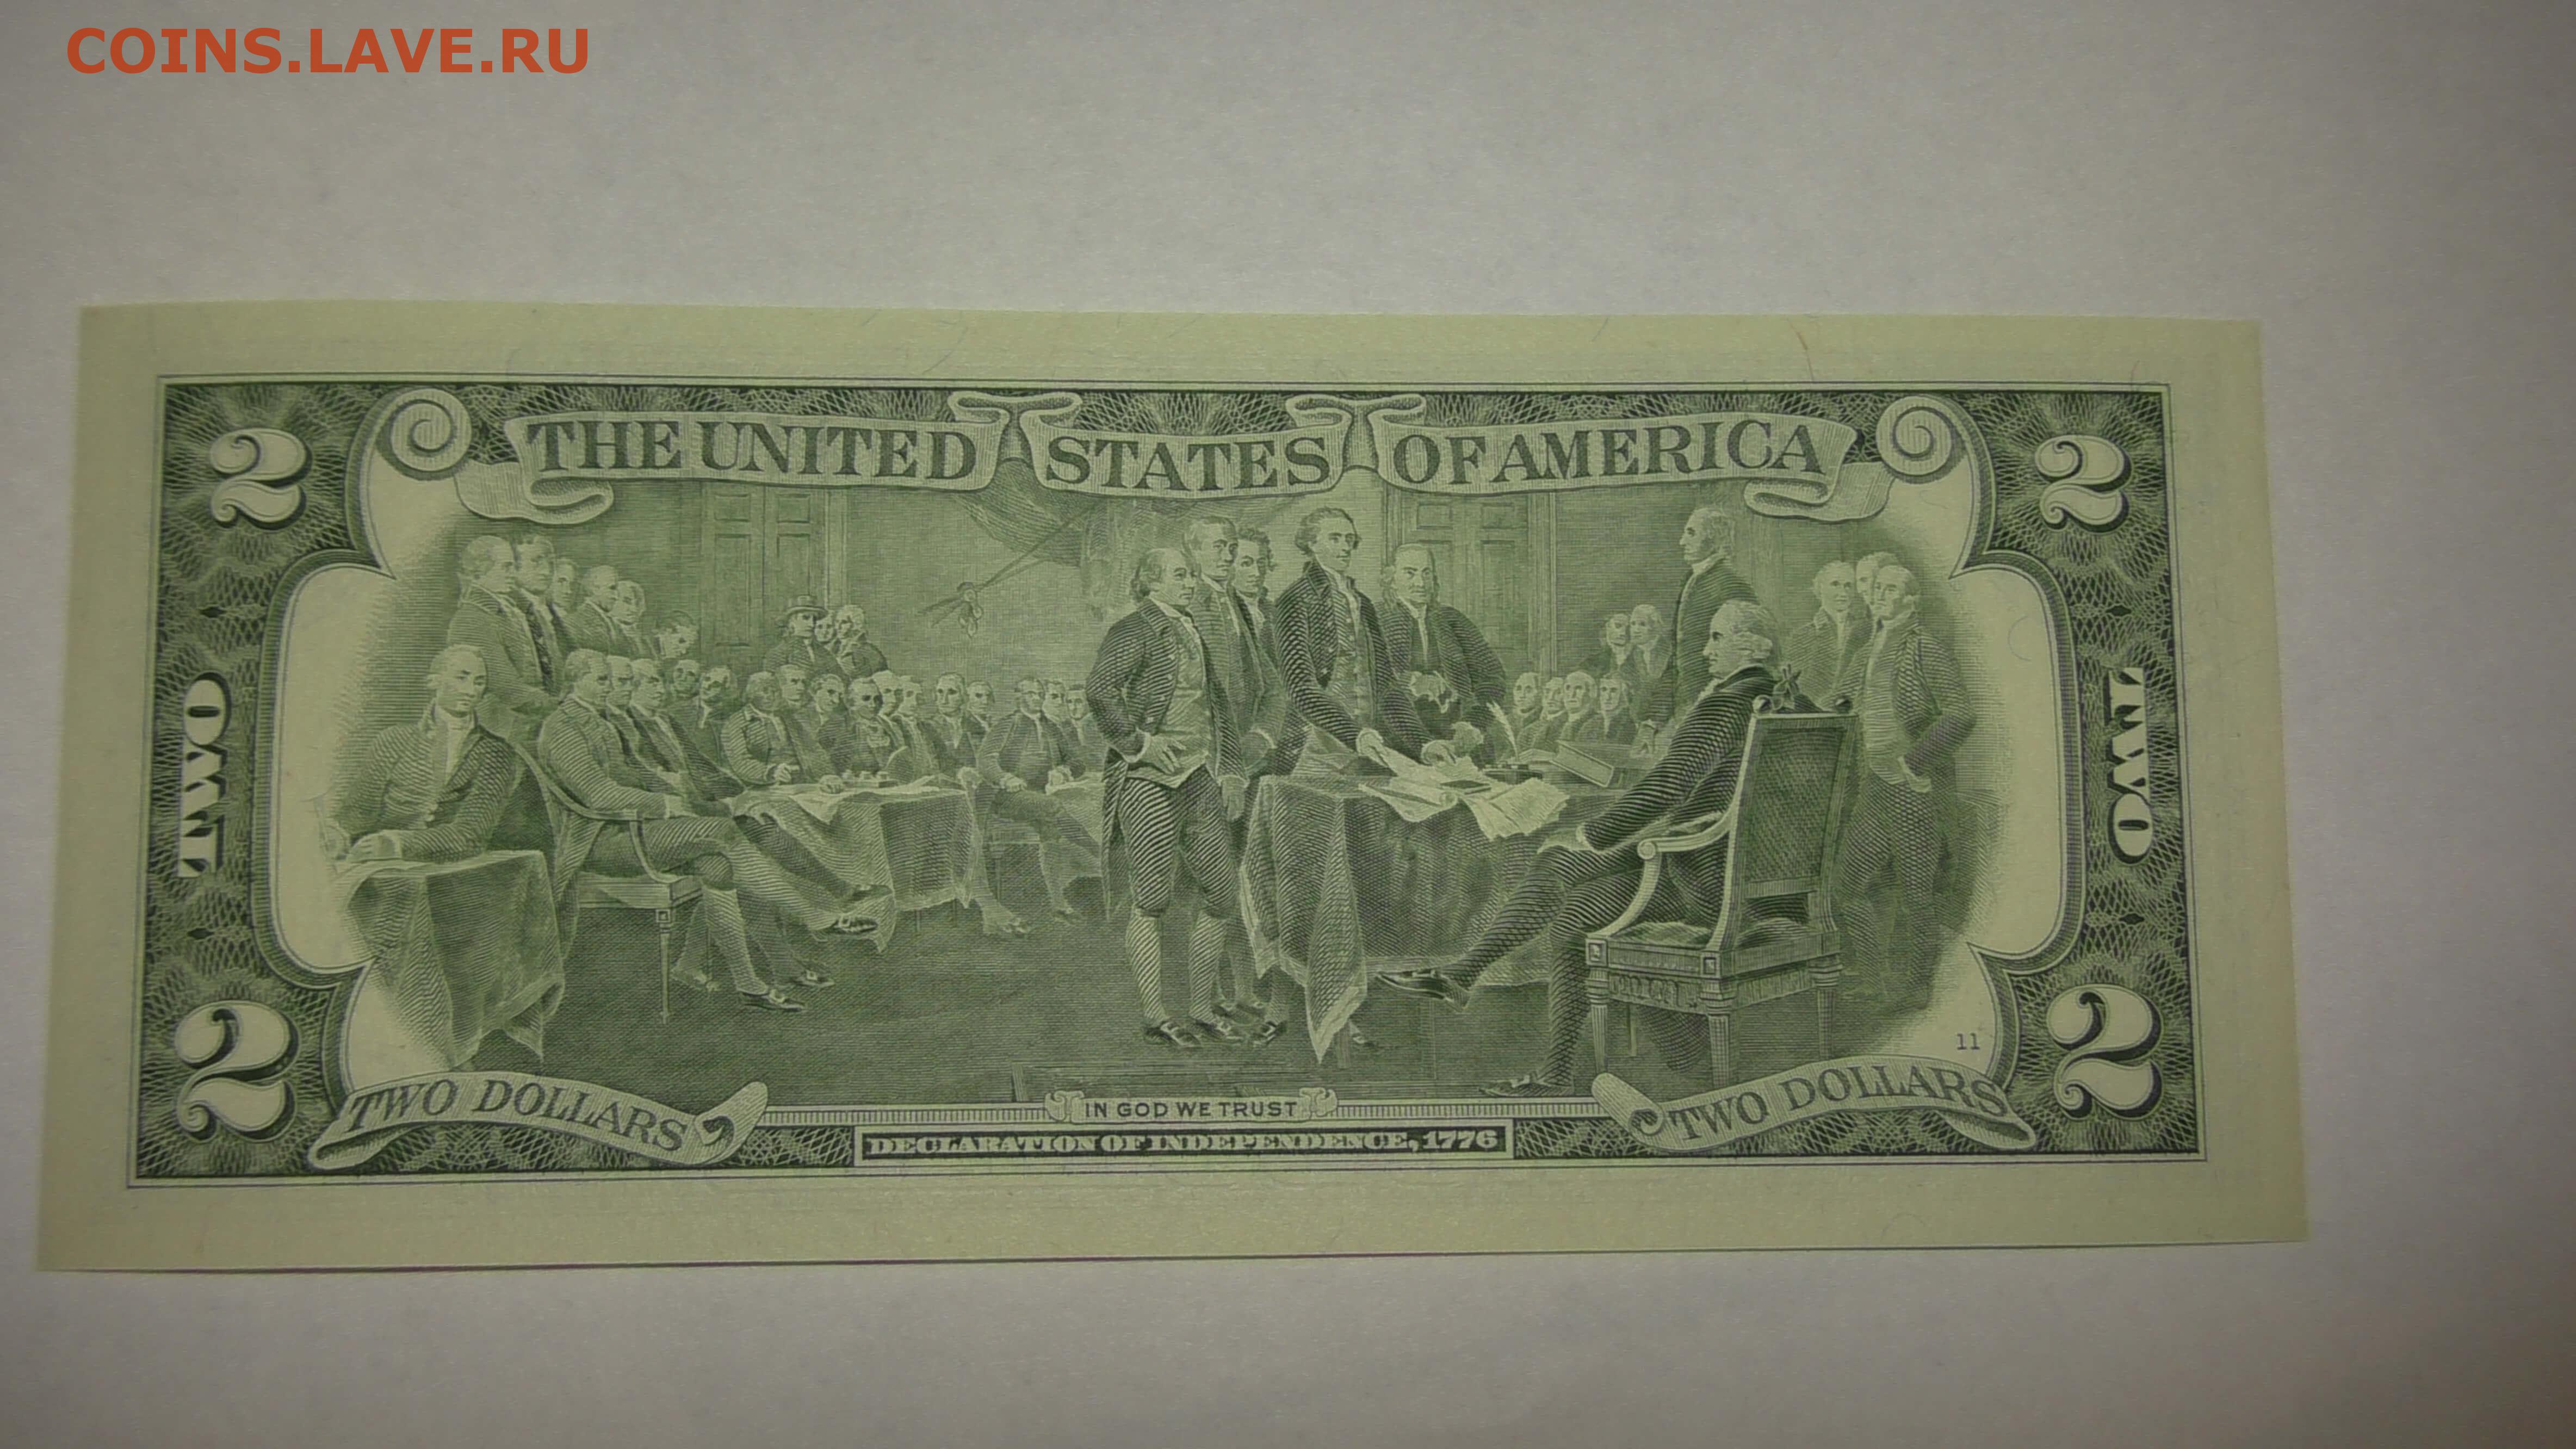 COINS.LAVE.RU
THE UNITED STATES OF AMERICA
2
2
TWO
TWO
2
2
11
TWO DOLLARS
IN GOD WE TRUST
TWO DOLLARS
DECLARATION OF INDEPENDENCE, 1776